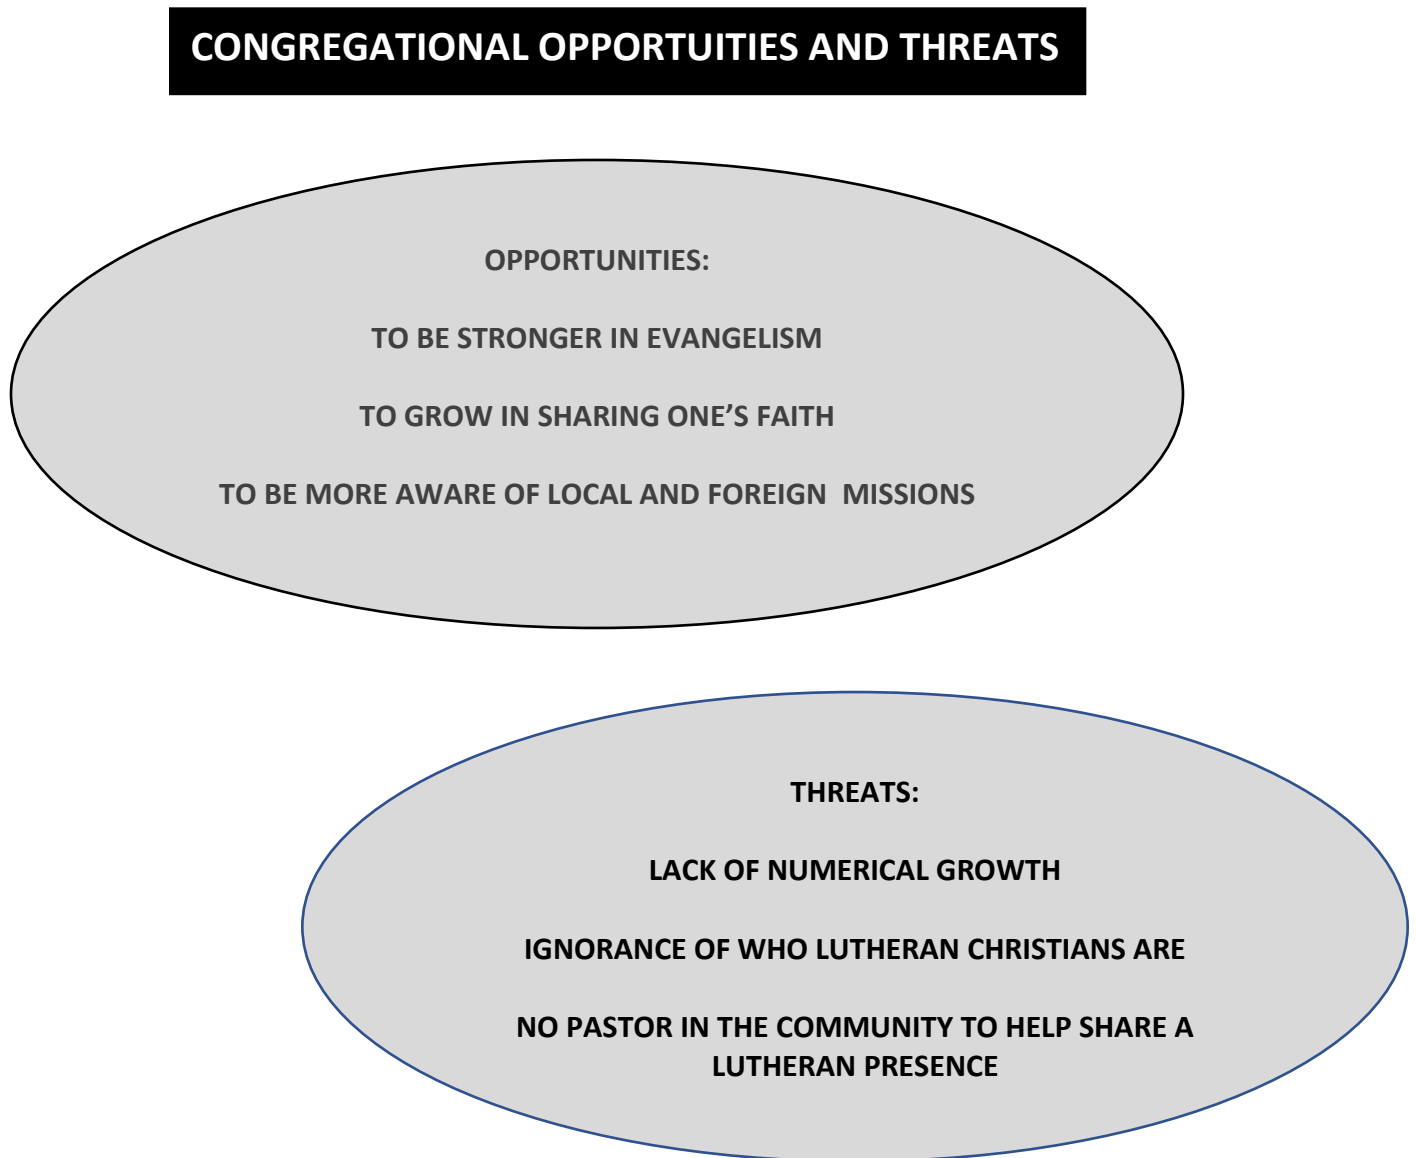 CONGREGATIONAL OPPORTUITIES AND THREATS
OPPORTUNITIES:
TO BE STRONGER IN EVANGELISM
TO GROW IN SHARING ONE’S FAITH
TO BE MORE AWARE OF LOCAL AND FOREIGN  MISSIONS
THREATS:
LACK OF NUMERICAL GROWTH
IGNORANCE OF WHO LUTHERAN CHRISTIANS ARE
NO PASTOR IN THE COMMUNITY TO HELP SHARE A
LUTHERAN PRESENCE